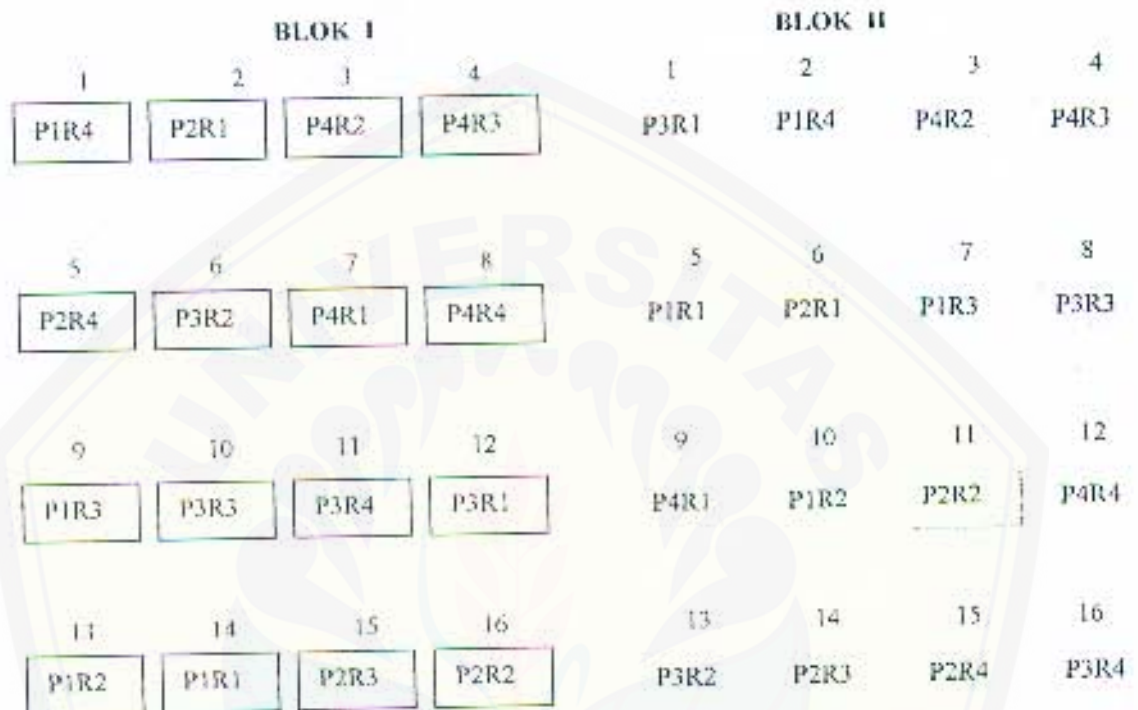 BLOK I BLOK II
1 2 3 4 1 2 3 4
P1R4 P2R1 P4R2 P4R3 P3R1 P1R4 P4R2 P4R3
5 6 7 8 5 6 7 8
P2R4 P3R2 P4R1 P4R4 P1R1 P2R1 P1R3 P3R3
9 10 11 12 9 10 11 12
P1R3 P3R3 P3R4 P3R1 P4R1 P1R2 P2R2 P4R4
13 14 15 16 13 14 15 16
P1R2 P1R1 P2R3 P2R2 P3R2 P2R3 P2R4 P3R4
UNIVERSITAS